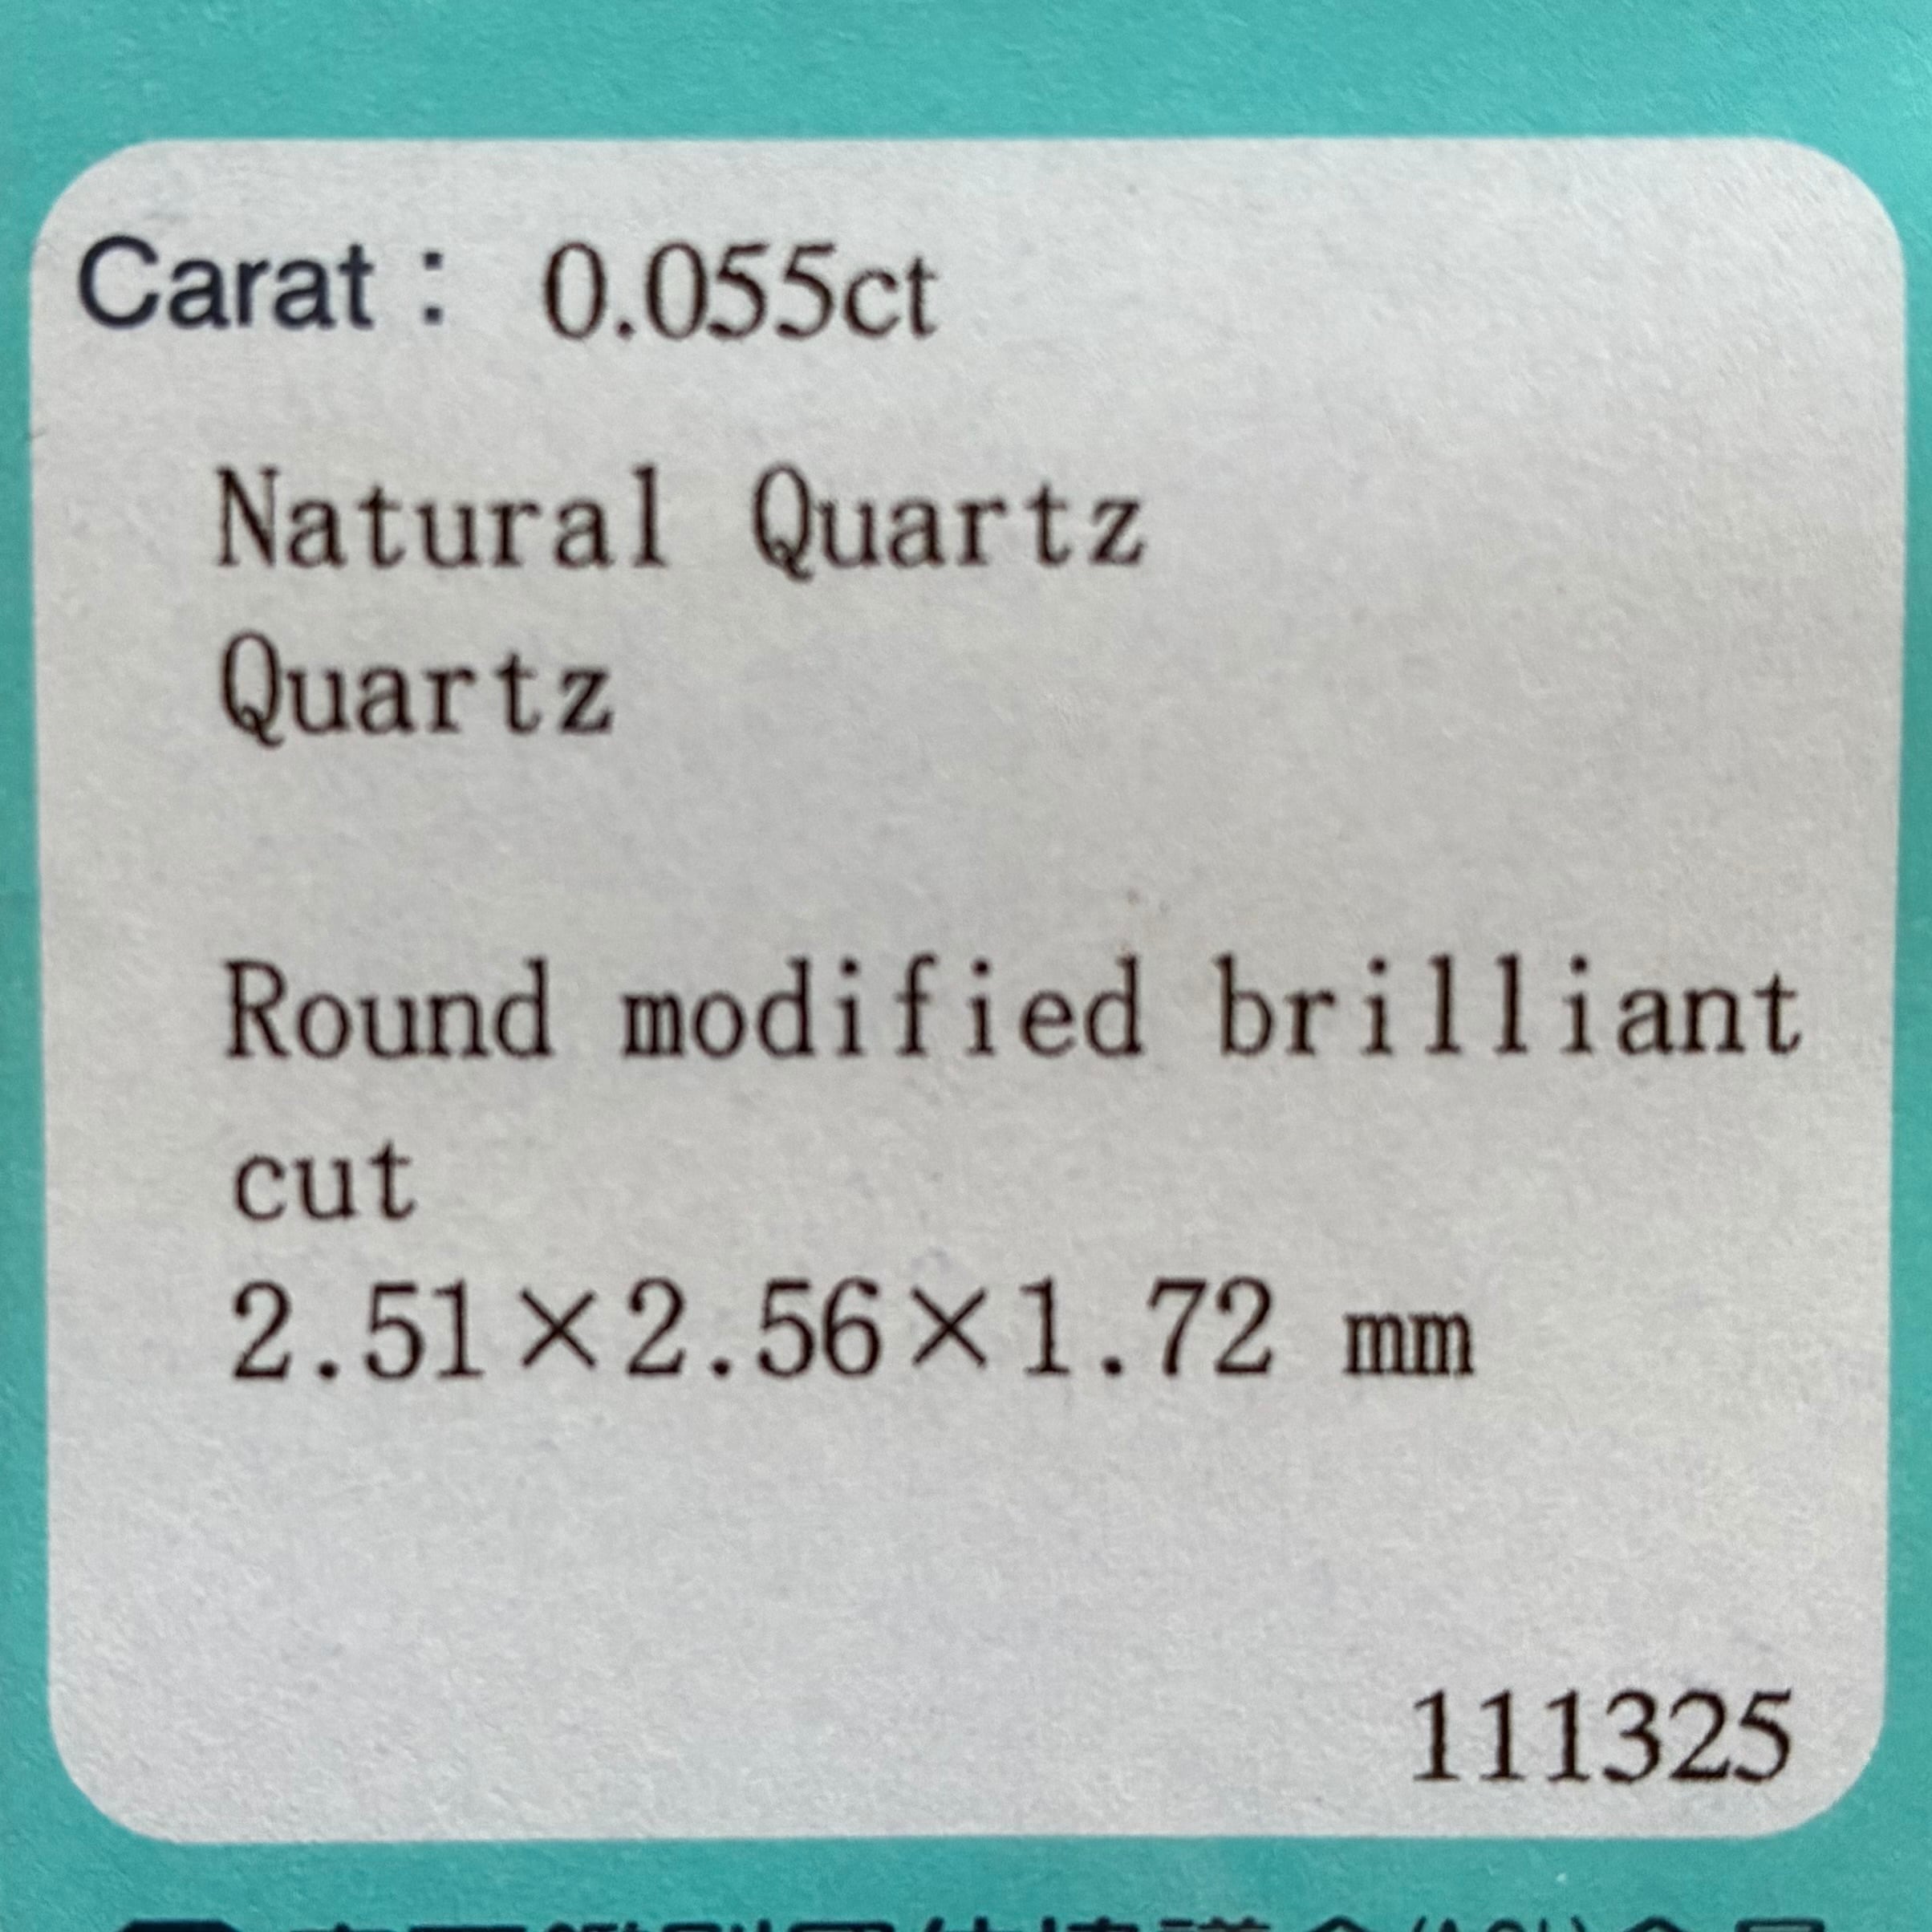 Carat： 0.055ct
Natural Quartz
Quartz
Round modified brilliant
cut
2.51×2.56×1.72 mm
111325